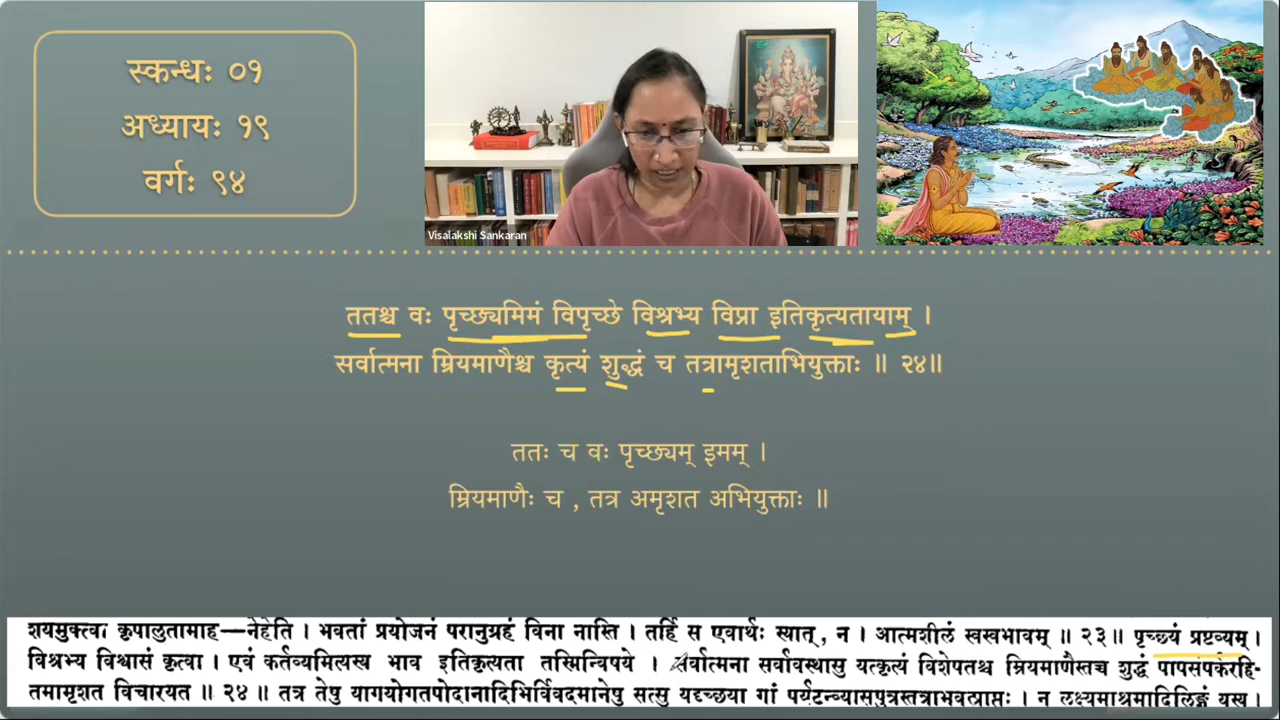 स्कन्धः ०१
अध्यायः १९
वर्गः ९४
Visalakshi Sankaran
ततश्च वः पृच्छ्यमिमं विपृच्छे विश्रभ्य विप्रा इतिकृत्यतायाम् ।
सर्वात्मना म्रियमाणैश्च कृत्यं शुद्धं च तत्रामृशताभियुक्ताः ॥ २४॥
ततः च वः पृच्छ्यम् इमम् ।
म्रियमाणैः च , तत्र अमृशत अभियुक्ताः ॥
शयमुक्त्वा कृपालुतामाह—नेहेति । भवतां प्रयोजनं परानुग्रहं विना नास्ति । तर्हि स एवार्थः स्यात् , न । आत्मशीलं स्वस्वभावम् ॥ २३॥ पृच्छ्यं प्रष्टव्यम् ।
विश्रभ्य विश्वासं कृत्वा । एवं कर्तव्यमित्यस्य भाव इतिकृत्यता तस्मिन्विषये । सर्वात्मना सर्वावस्थासु यत्कृत्यं विशेषतश्च म्रियमाणैस्तच्च शुद्धं पापसंपर्करहि-
तमामृशत विचारयत ॥ २४ ॥ तत्र तेषु यागयोगतपोदानादिभिर्विवदमानेषु सत्सु यदृच्छया गां पर्यटन्व्यासपुत्रस्तत्राभवत्प्राप्तः । न लक्ष्यमाश्रमादिलिङ्गं यस्य ।